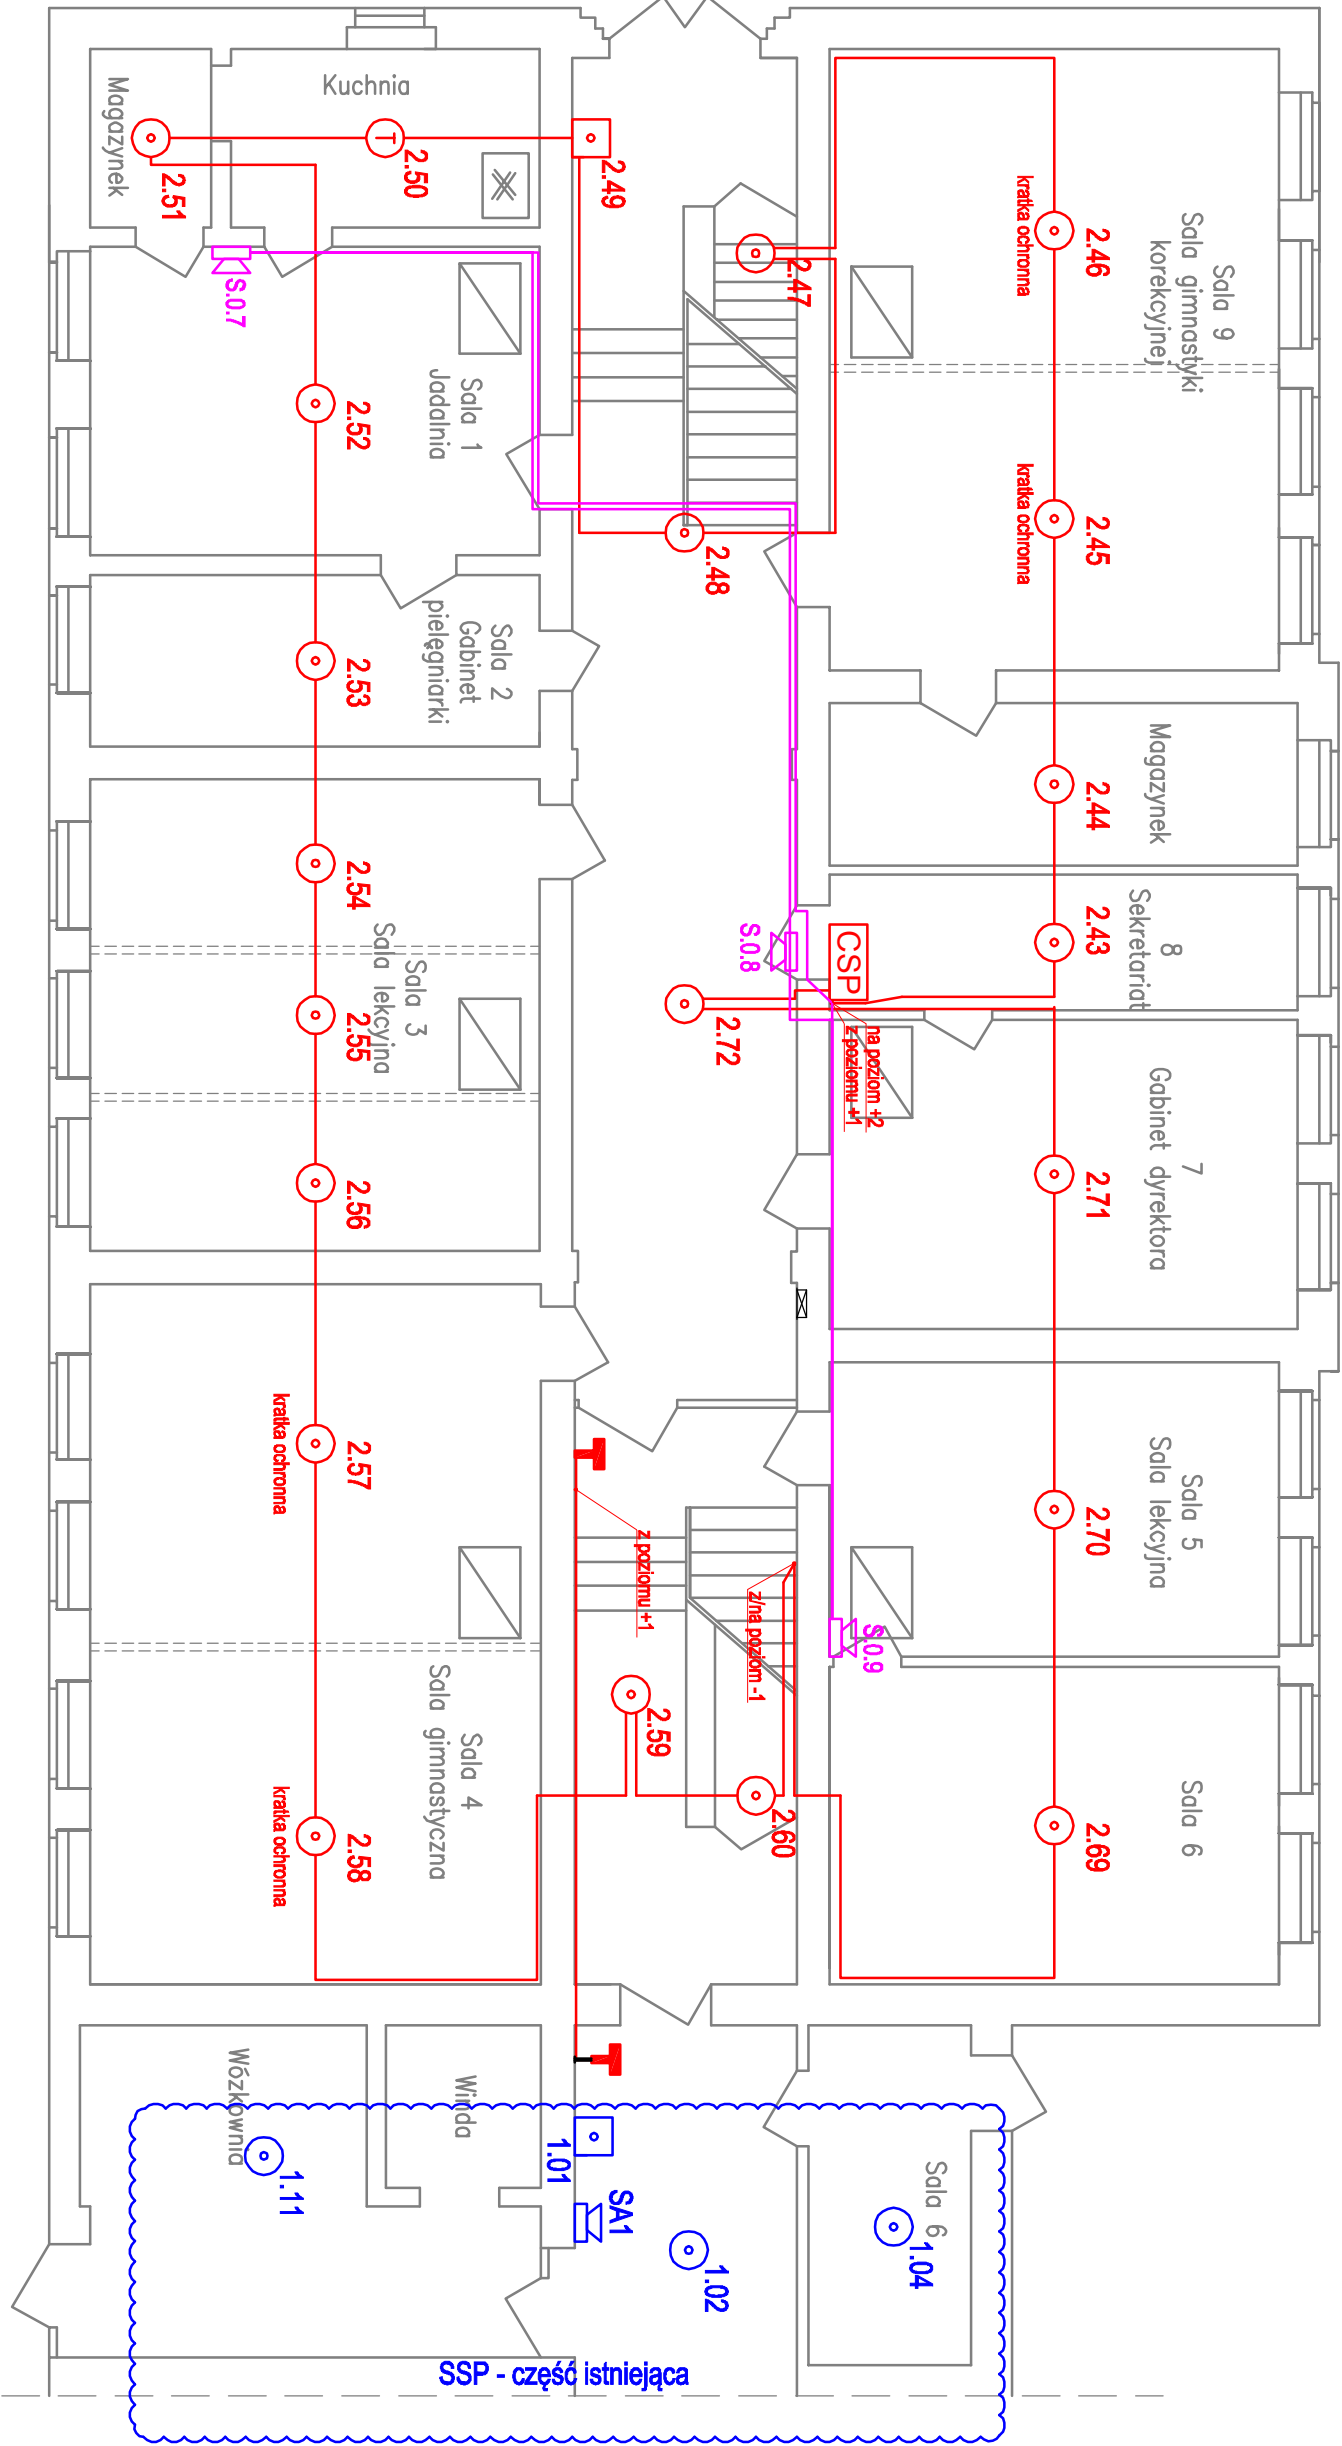 Kuchnia
Magazynek
2.51
2.50
2.49
S.0.7
2.47
kratka ochronna
2.46
Sala 9
Sala gimnastyki
korekcyjnej
Sala 1
Jadalnia
2.52
kratka ochronna
2.45
2.48
Sala 2
Gabinet
pielęgniarki
2.53
Magazynek
2.44
2.54
Sala 3
Sala lekcyjna
2.55
2.56
S.0.8
CSP
2.43
8
Sekretariat
2.72
na poziom +2
z poziomu +1
7
Gabinet dyrektora
2.71
kratka ochronna
2.57
Sala 5
Sala lekcyjna
2.70
z poziomu +1
z/na poziom -1
S.0.9
2.59
2.60
Sala 4
Sala gimnastyczna
kratka ochronna
2.58
2.69
Sala 6
Wózkownia
Winda
1.11
1.01
SA1
1.02
Sala 6
1.04
SSP - część istniejąca